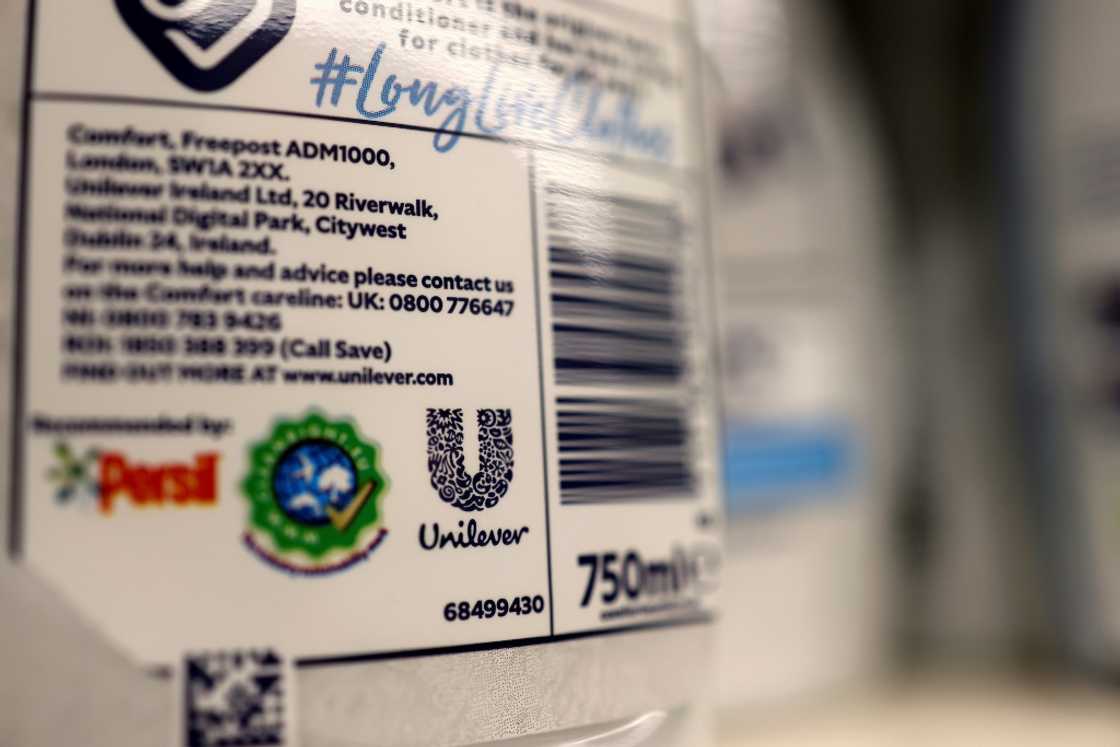 conditioner and
for clothes
#LongLiveClothes
Comfort, Freepost ADM1000,
London, SW1A 2XX.
Unilever Ireland Ltd, 20 Riverwalk,
National Digital Park, Citywest
Dublin 24, Ireland.
For more help and advice please contact us
on the Comfort careline: UK: 0800 776647
NI: 0800 783 9426
ROI: 1850 388 399 (Call Save)
FIND OUT MORE AT www.unilever.com
Recommended by:
Persil
Unilever
68499430
750ml e